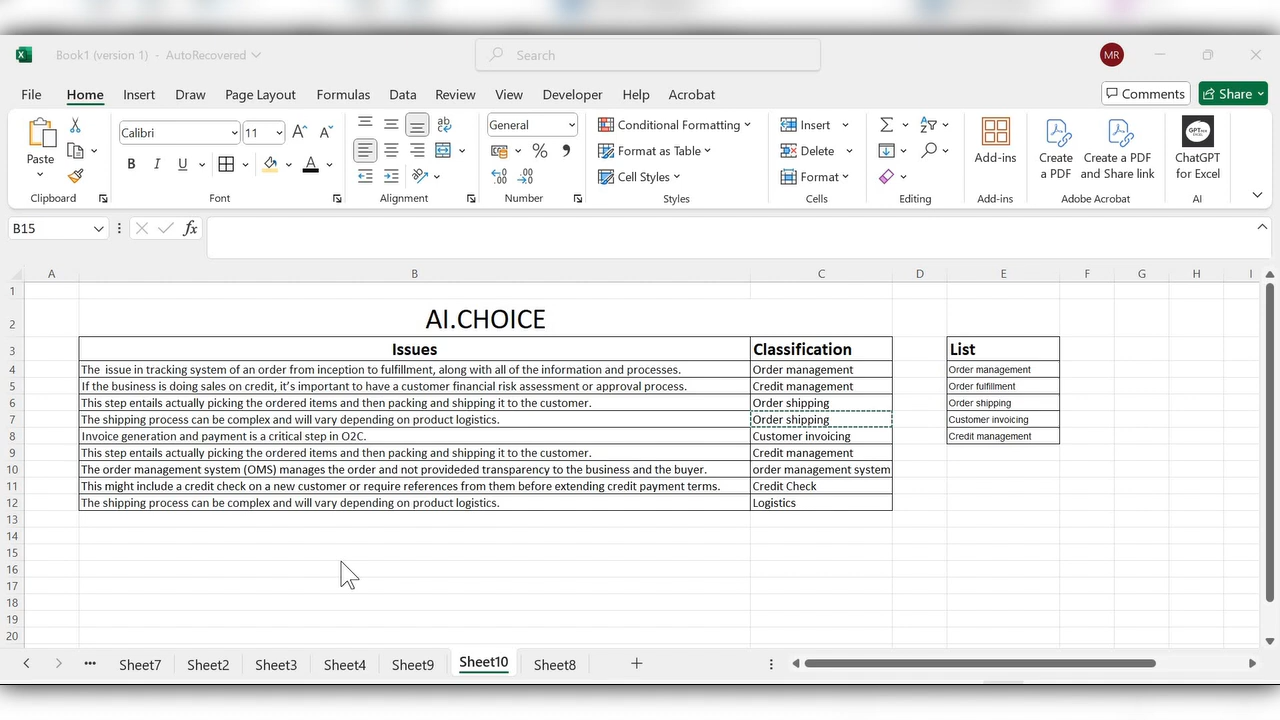 Book1 (version 1) - AutoRecovered
Search
MR
File Home Insert Draw Page Layout Formulas Data Review View Developer Help Acrobat
Comments Share
Paste
Clipboard
Calibri 11
B I U A
Font
ab
Alignment
General
% 9
Number
Conditional Formatting
Format as Table
Cell Styles
Styles
Insert
Delete
Format
Cells
Editing
Add-ins
Add-ins
Create a PDF
Create a PDF and Share link
Adobe Acrobat
ChatGPT for Excel
AI
B15 fx
A B C D E F G H I
1
2 AI.CHOICE
3 Issues Classification List
4 The issue in tracking system of an order from inception to fulfillment, along with all of the information and processes. Order management Order management
5 If the business is doing sales on credit, it's important to have a customer financial risk assessment or approval process. Credit management Order fulfillment
6 This step entails actually picking the ordered items and then packing and shipping it to the customer. Order shipping Order shipping
7 The shipping process can be complex and will vary depending on product logistics. Order shipping Customer invoicing
8 Invoice generation and payment is a critical step in O2C. Customer invoicing Credit management
9 This step entails actually picking the ordered items and then packing and shipping it to the customer. Credit management
10 The order management system (OMS) manages the order and not provideded transparency to the business and the buyer. order management system
11 This might include a credit check on a new customer or require references from them before extending credit payment terms. Credit Check
12 The shipping process can be complex and will vary depending on product logistics. Logistics
13
14
15
16
17
18
19
20
Sheet7 Sheet2 Sheet3 Sheet4 Sheet9 Sheet10 Sheet8